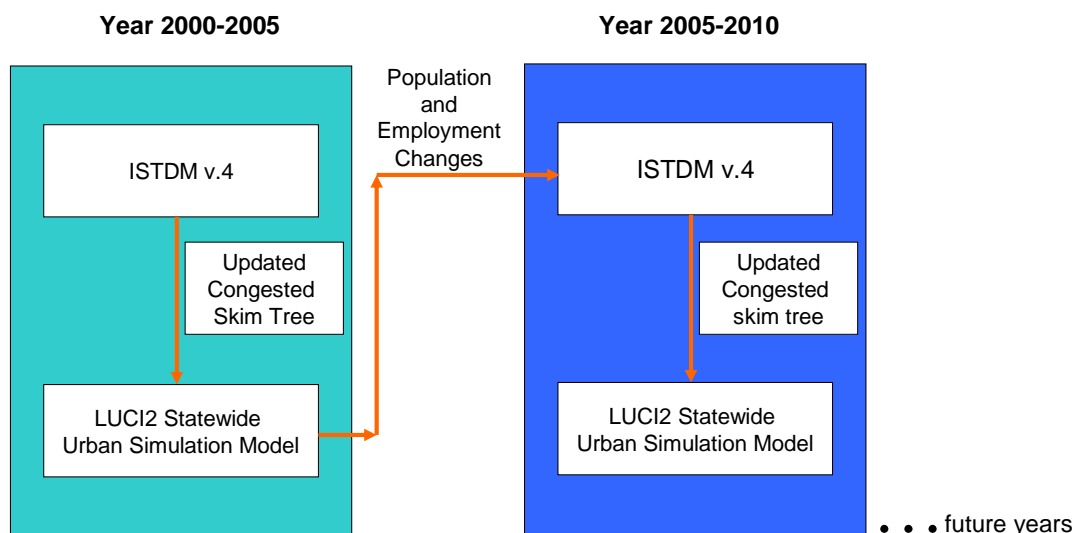 Year 2000-2005
Year 2005-2010
ISTDM v.4
Updated
Congested
Skim Tree
LUCI2 Statewide
Urban Simulation Model
Population
and
Employment
Changes
ISTDM v.4
Updated
Congested
skim tree
LUCI2 Statewide
Urban Simulation Model
• • • future years